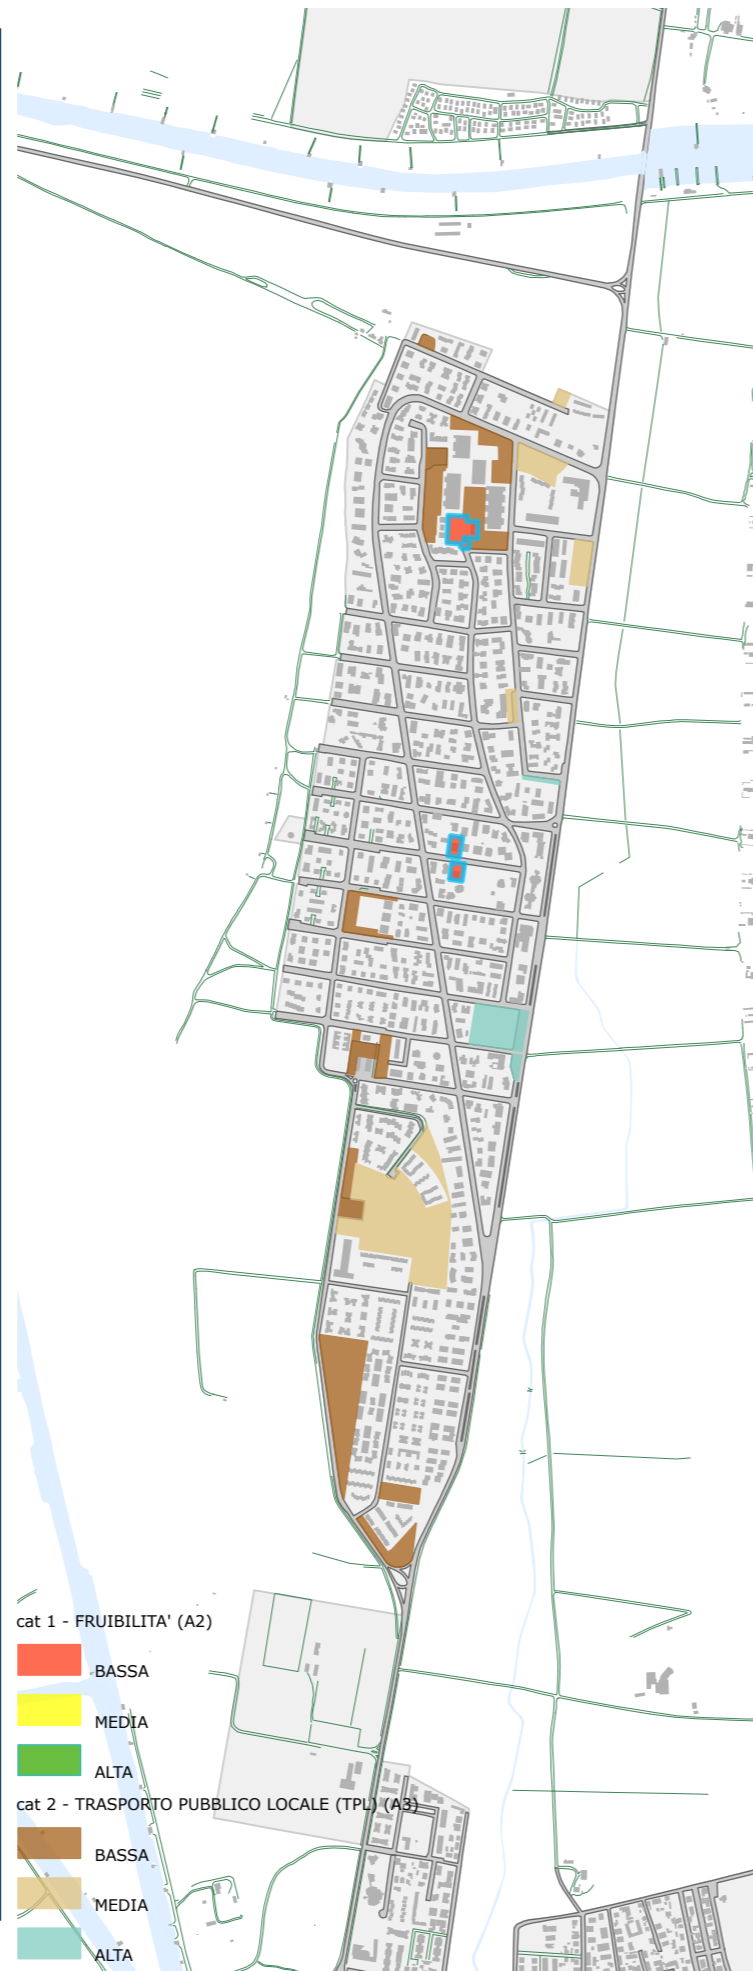 cat 1 - FRUIBILITA' (A2)
BASSA
MEDIA
ALTA
cat 2 - TRASPORTO PUBBLICO LOCALE (TPL) (A3)
BASSA
MEDIA
ALTA